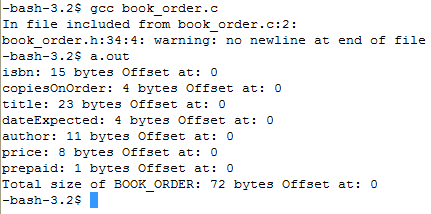 -bash-3.2$ gcc book_order.c
In file included from book_order.c:2:
book_order.h:34:4: warning: no newline at end of file
-bash-3.2$ a.out
isbn: 15 bytes Offset at: 0
copiesOnOrder: 4 bytes Offset at: 0
title: 23 bytes Offset at: 0
dateExpected: 4 bytes Offset at: 0
author: 11 bytes Offset at: 0
price: 8 bytes Offset at: 0
prepaid: 1 bytes Offset at: 0
Total size of BOOK_ORDER: 72 bytes Offset at: 0
-bash-3.2$